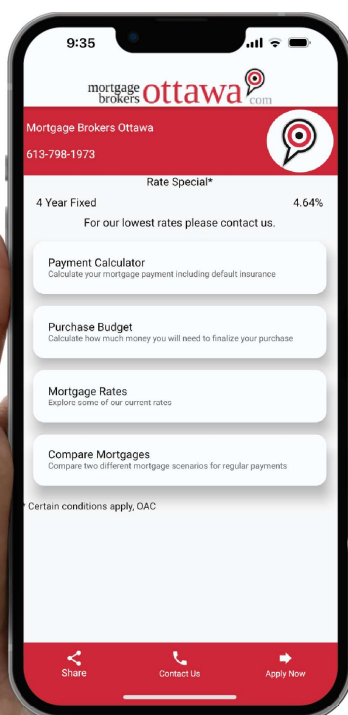 9:35
mortgage
brokers ottawa
com
Mortgage Brokers Ottawa
613-798-1973
Rate Special*
4 Year Fixed 4.64%
For our lowest rates please contact us.
Payment Calculator
Calculate your mortgage payment including default insurance
Purchase Budget
Calculate how much money you will need to finalize your purchase
Mortgage Rates
Explore some of our current rates
Compare Mortgages
Compare two different mortgage scenarios for regular payments
* Certain conditions apply, OAC
Share Contact Us Apply Now